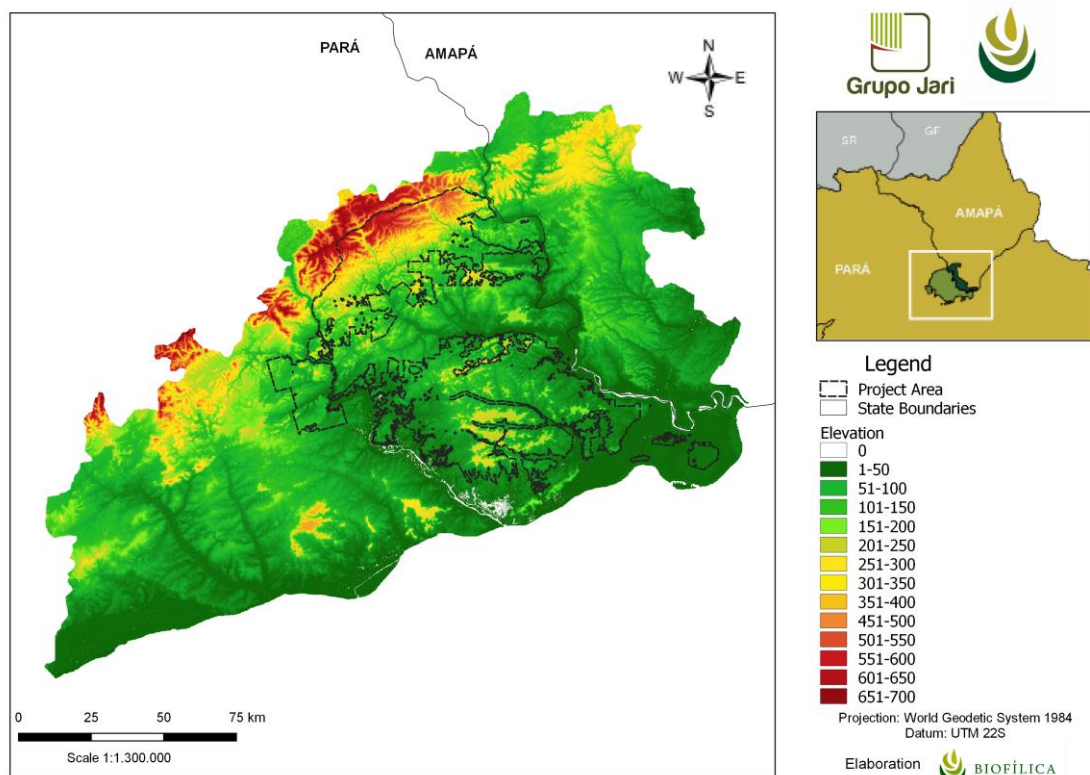 PARÁ
AMAPÁ
N
W E
S
Grupo Jari
SR
GF
AMAPÁ
PARÁ
Legend
Project Area
State Boundaries
Elevation
0
1-50
51-100
101-150
151-200
201-250
251-300
301-350
351-400
451-500
501-550
551-600
601-650
651-700
0 25 50 75 km
Scale 1:1.300.000
Projection: World Geodetic System 1984
Datum: UTM 22S
Elaboration
BIOFÍLICA